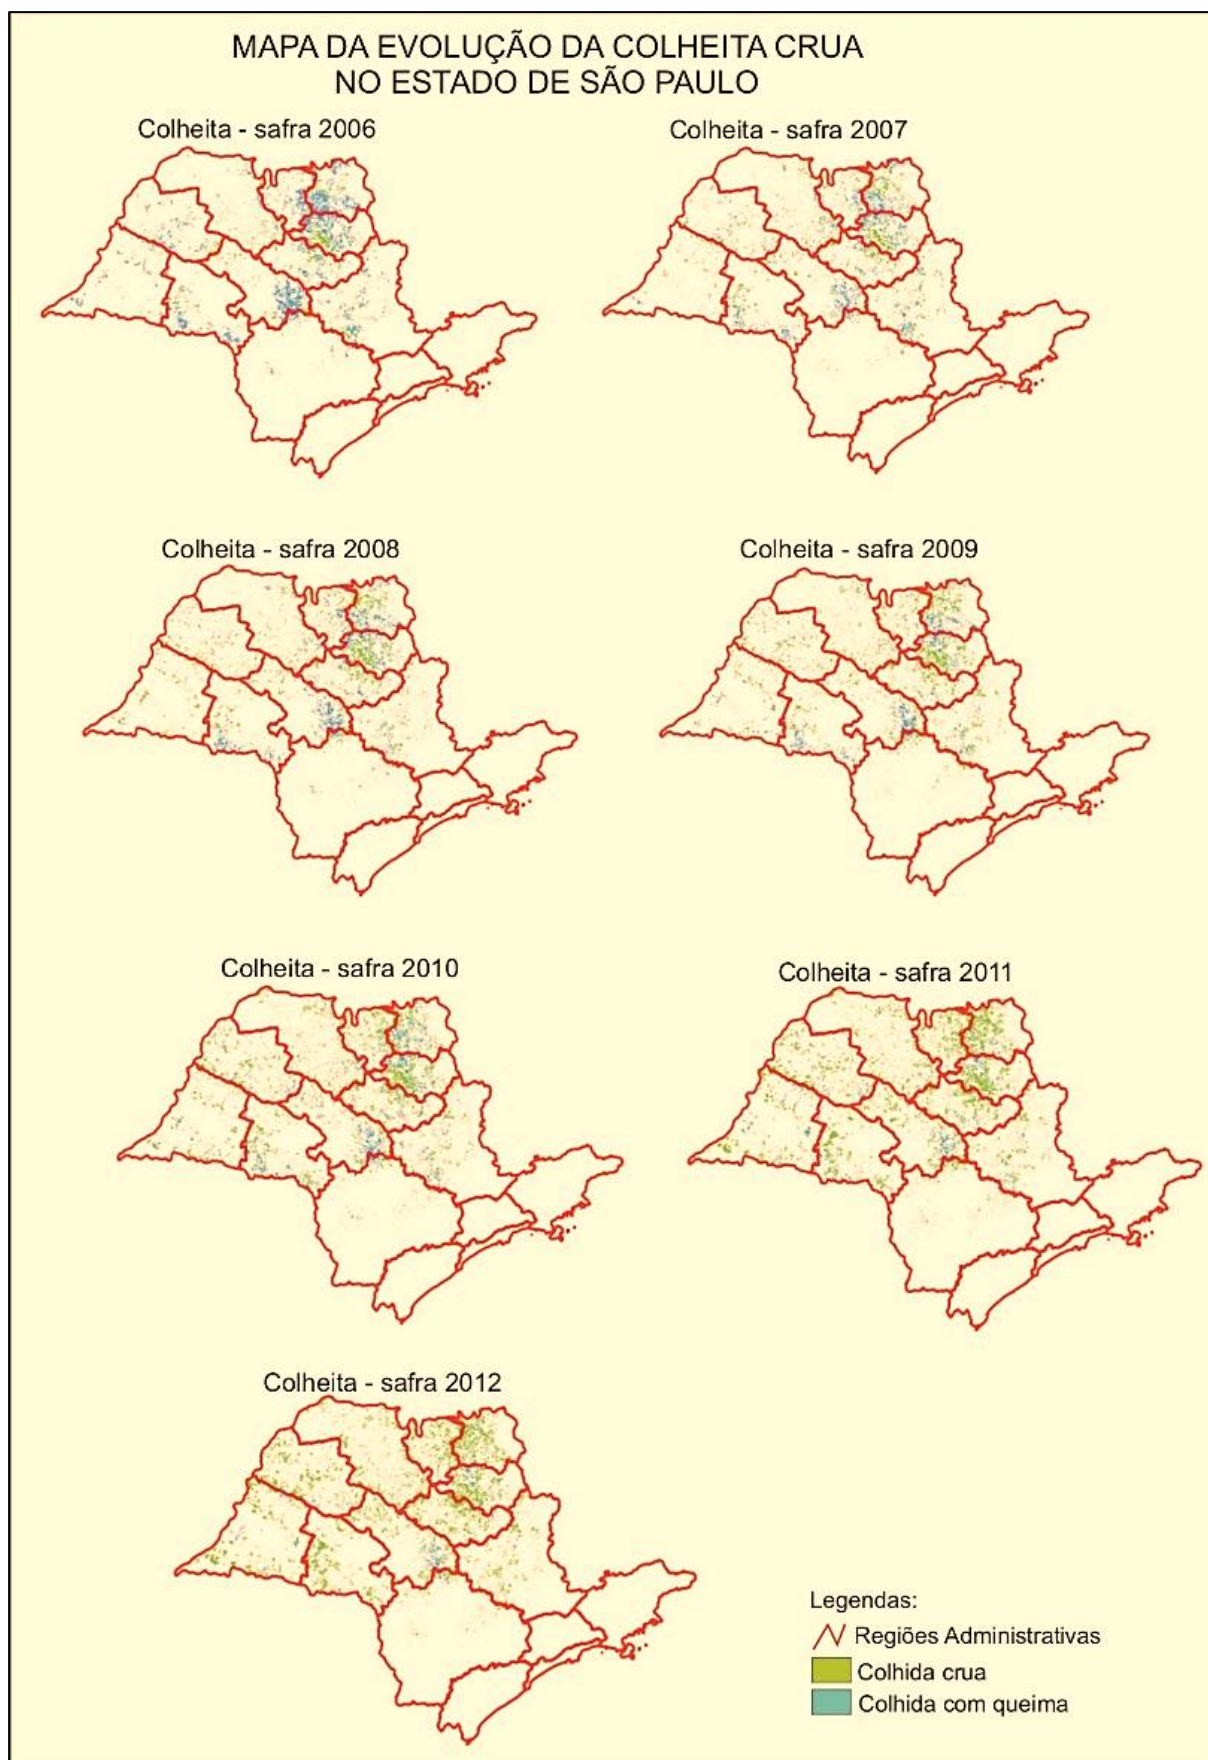 MAPA DA EVOLUÇÃO DA COLHEITA CRUA
NO ESTADO DE SÃO PAULO
Colheita - safra 2006
Colheita - safra 2007
Colheita - safra 2008
Colheita - safra 2009
Colheita - safra 2010
Colheita - safra 2011
Colheita - safra 2012
Legendas:
Regiões Administrativas
Colhida crua
Colhida com queima